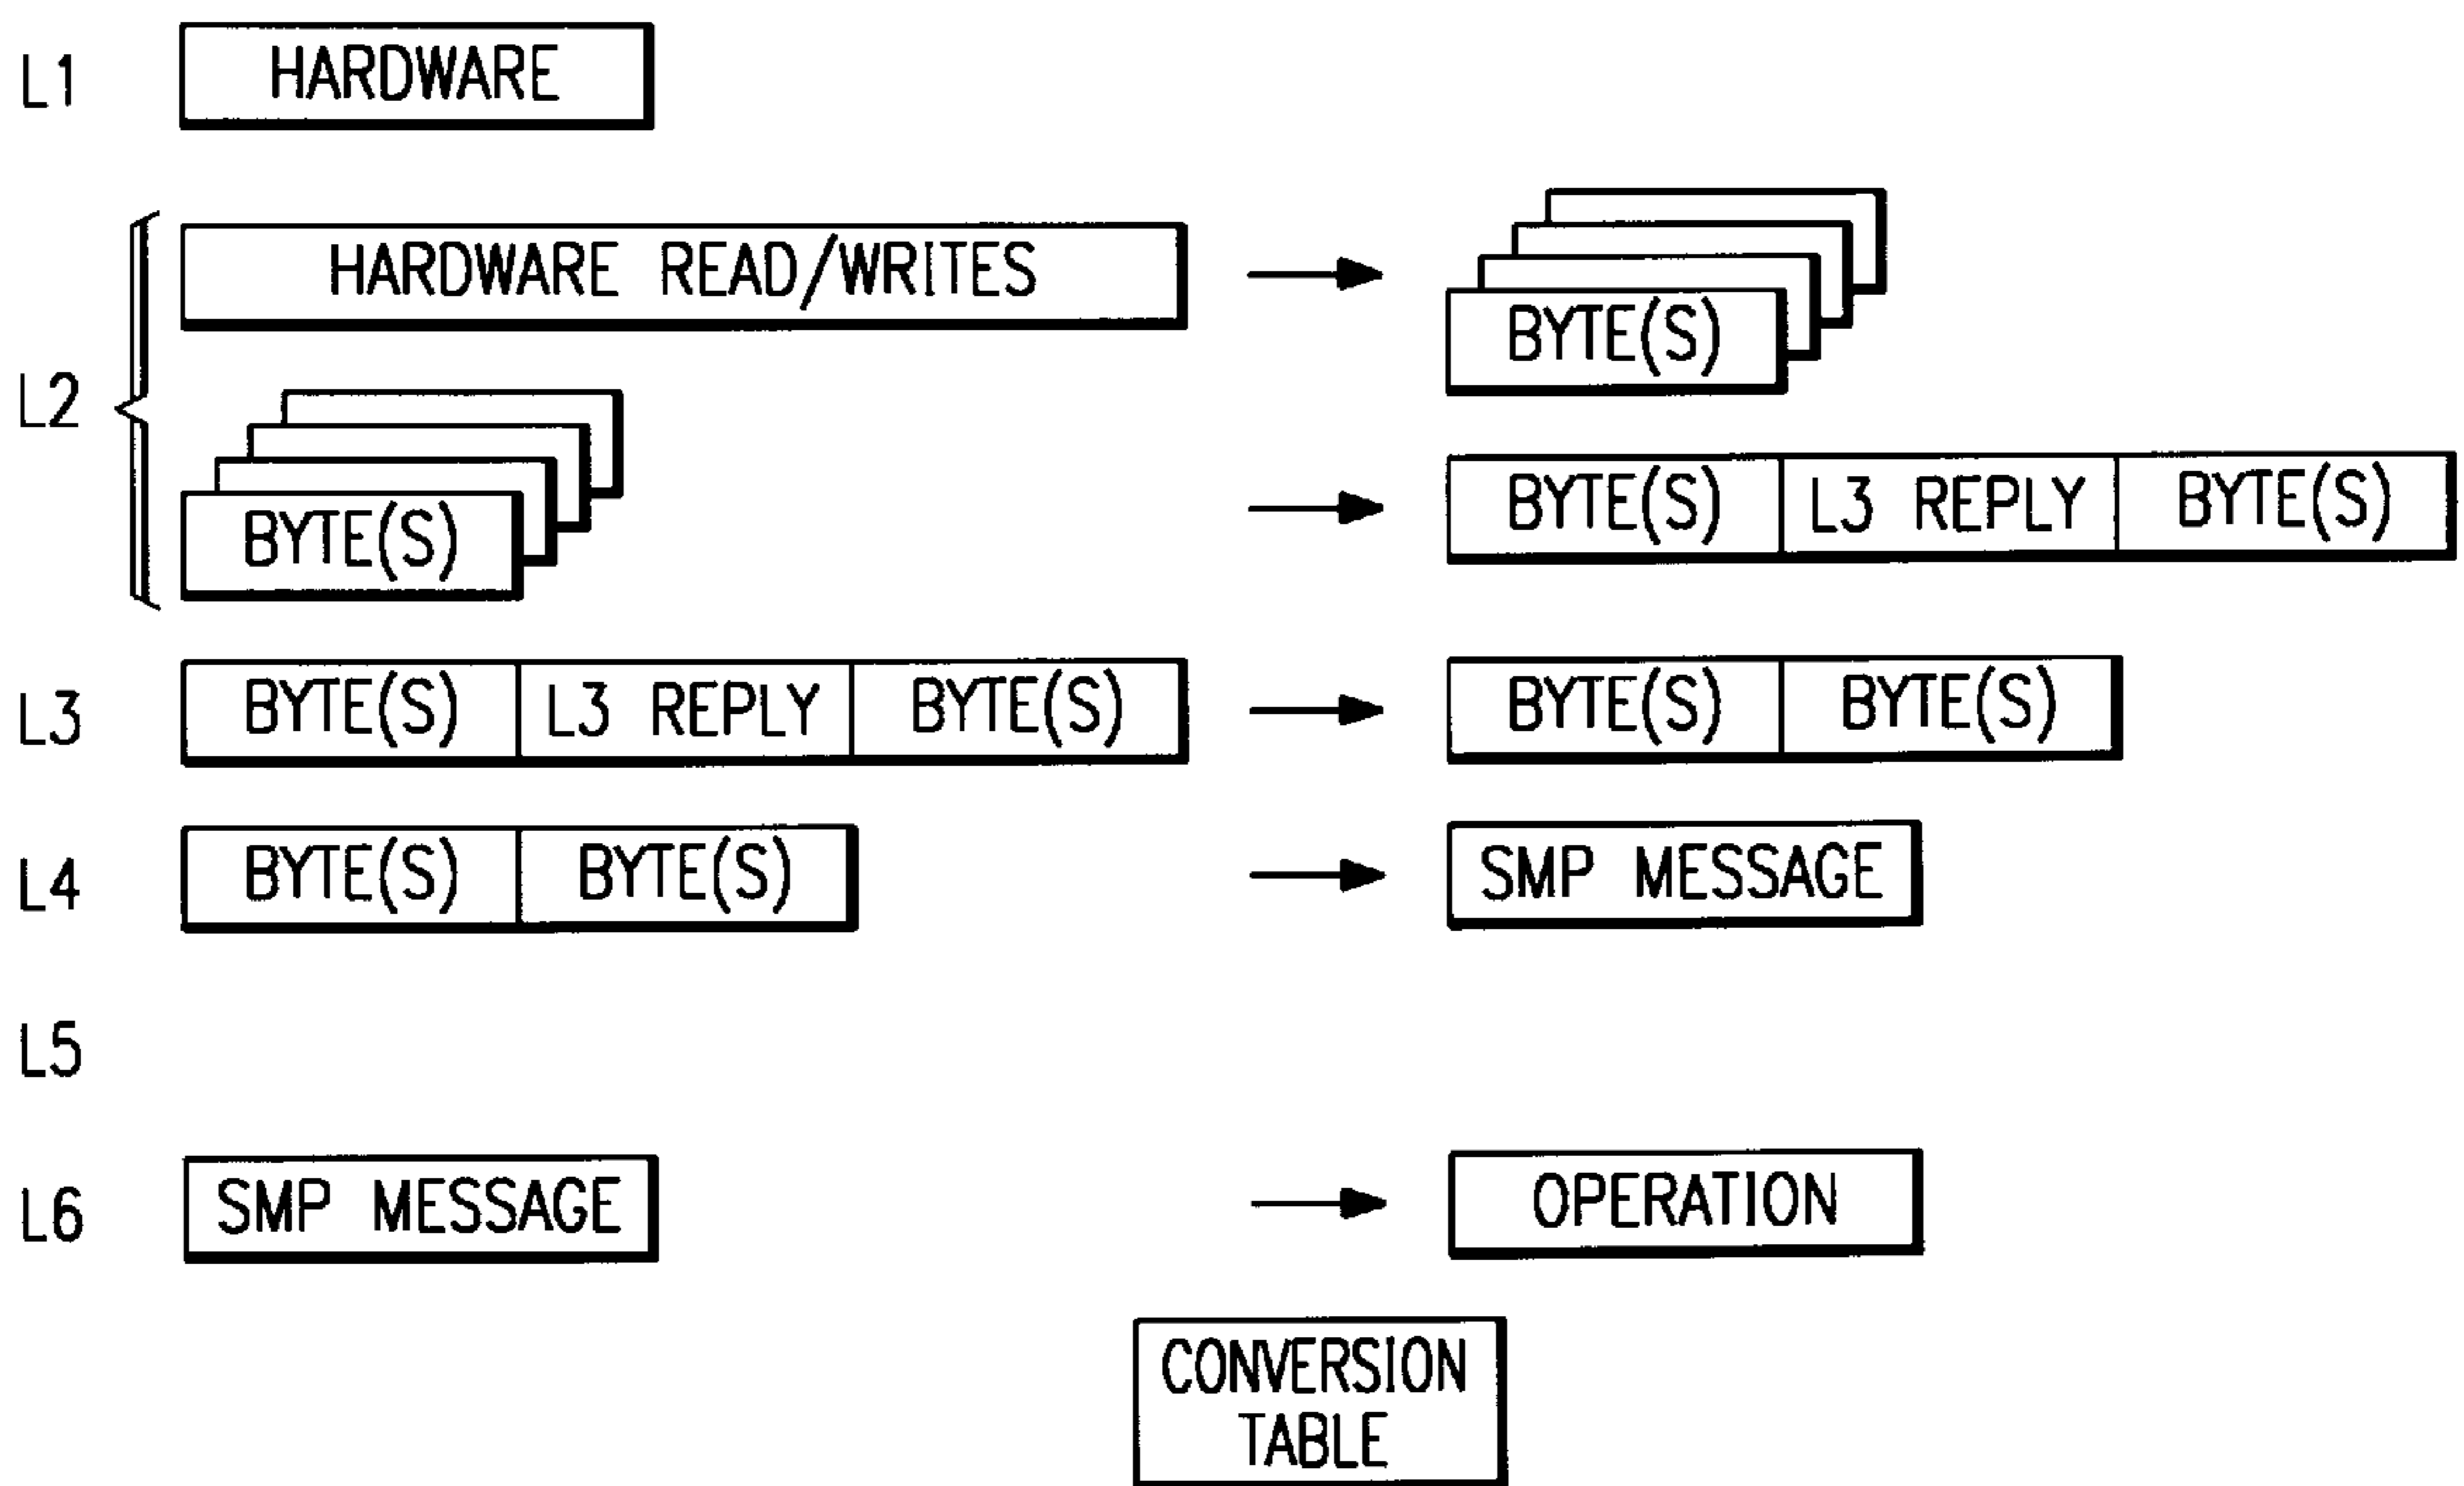 L1 HARDWARE
HARDWARE READ/WRITES BYTE(S)
L2
BYTE(S) BYTE(S) L3 REPLY BYTE(S)
L3 BYTE(S) L3 REPLY BYTE(S) BYTE(S) BYTE(S)
L4 BYTE(S) BYTE(S) SMP MESSAGE
L5
L6 SMP MESSAGE OPERATION
CONVERSION
TABLE